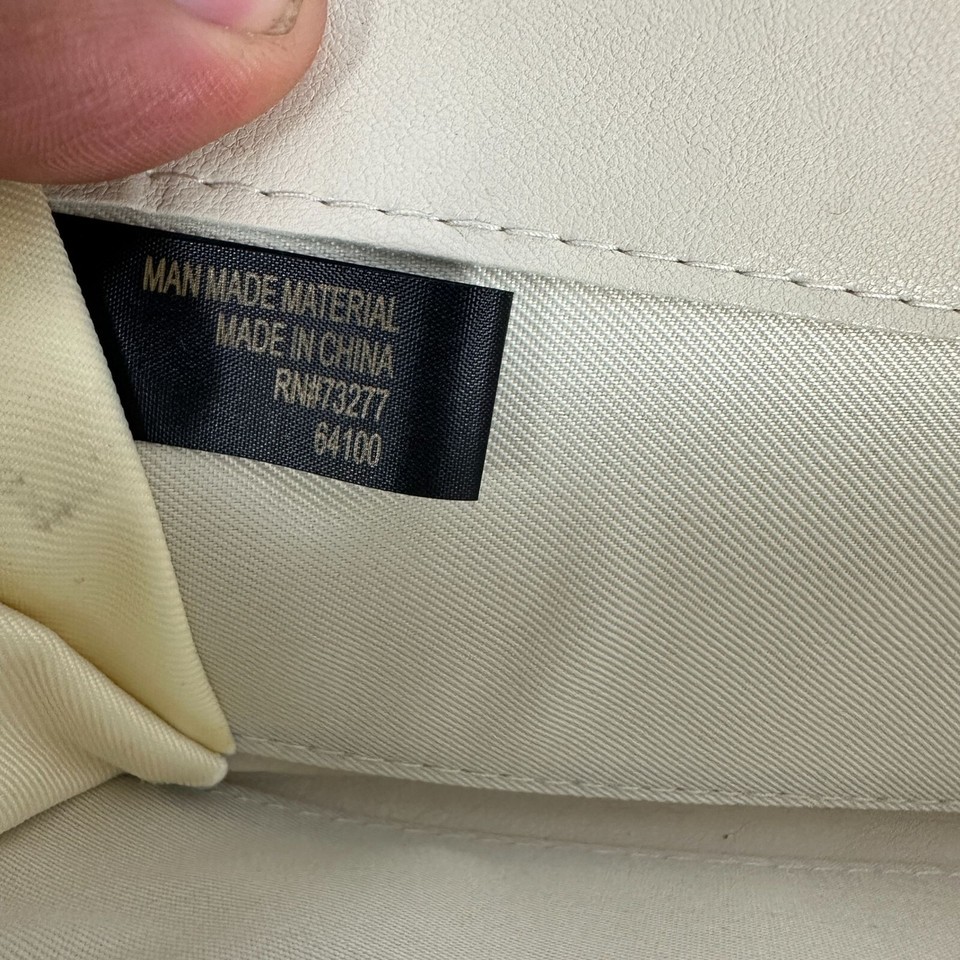 MAN MADE MATERIAL
MADE IN CHINA
RN#73277
64100